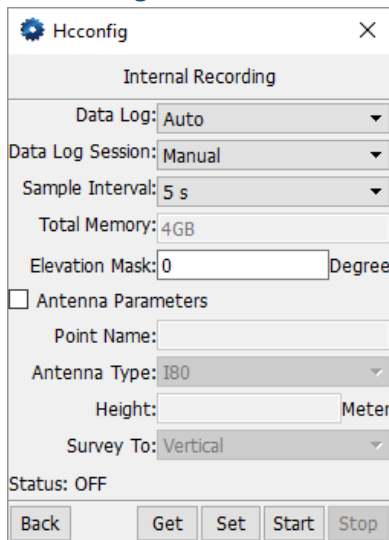 Hcconfig
Internal Recording
Data Log: Auto
Data Log Session: Manual
Sample Interval: 5 s
Total Memory: 4GB
Elevation Mask: 0 Degree
Antenna Parameters
Point Name:
Antenna Type: I80
Height: Meter
Survey To: Vertical
Status: OFF
Back Get Set Start Stop